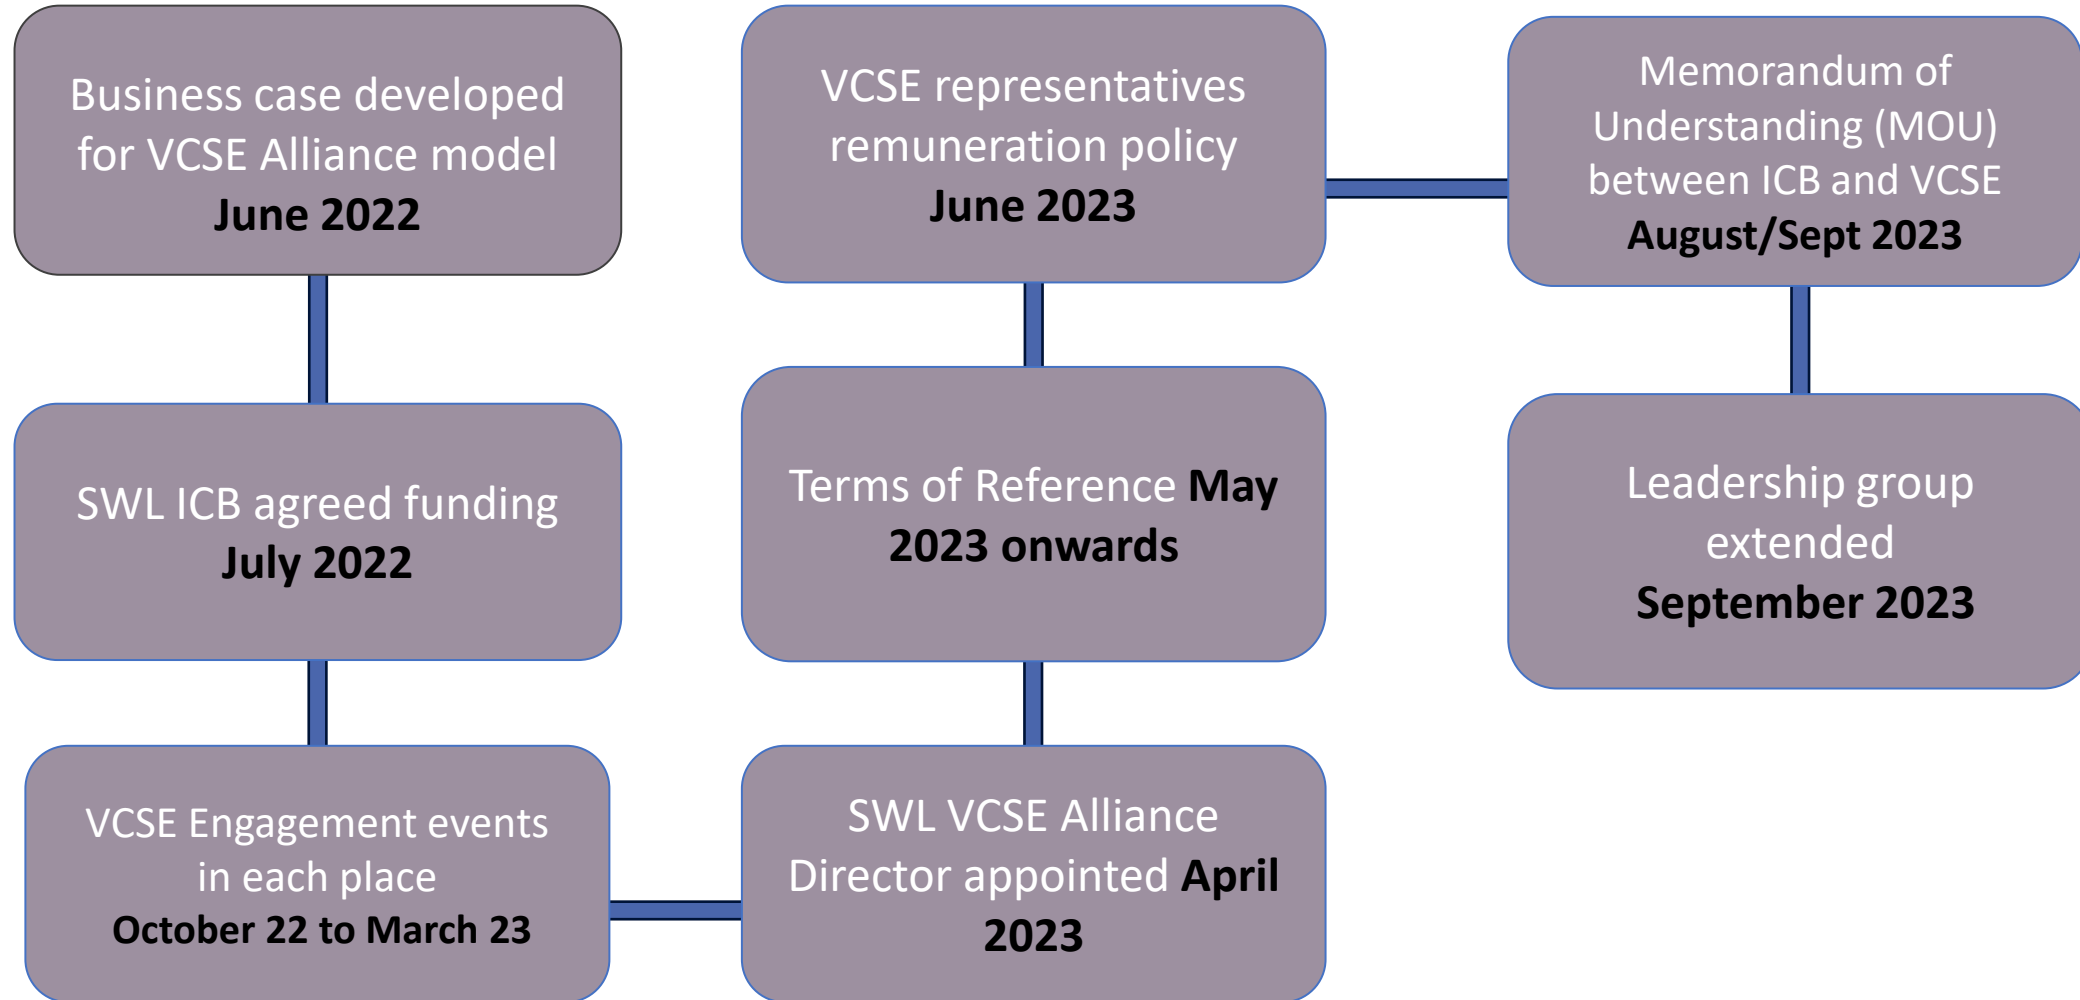 Business case developed
for VCSE Alliance model
June 2022
SWL ICB agreed funding
July 2022
VCSE Engagement events
in each place
October 22 to March 23
SWL VCSE Alliance
Director appointed April
2023
Terms of Reference May
2023 onwards
VCSE representatives
remuneration policy
June 2023
Memorandum of
Understanding (MOU)
between ICB and VCSE
August/Sept 2023
Leadership group
extended
September 2023